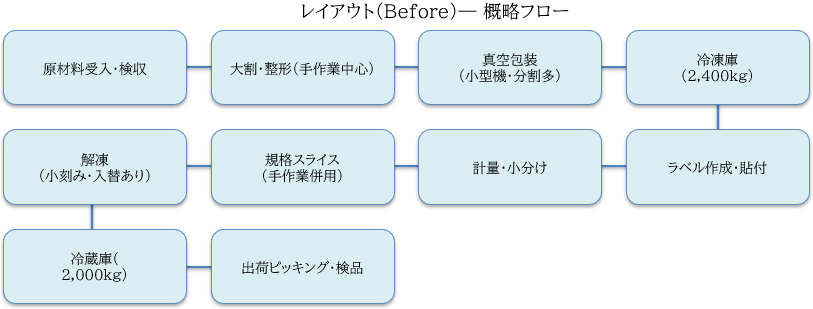 レイアウト(Before)― 概略フロー
原材料受入・検収
大割・整形(手作業中心)
真空包装
(小型機・分割多)
冷凍庫
(2,400kg)
解凍
(小刻み・入替あり)
規格スライス
(手作業併用)
計量・小分け
ラベル作成・貼付
冷蔵庫(
2,000kg)
出荷ピッキング・検品